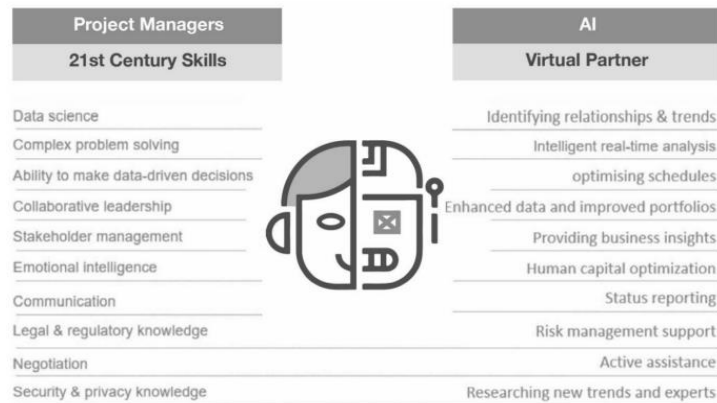 Project Managers
21st Century Skills
Data science
Complex problem solving
Ability to make data-driven decisions
Collaborative leadership
Stakeholder management
Emotional intelligence
Communication
Legal & regulatory knowledge
Negotiation
Security & privacy knowledge
AI
Virtual Partner
Identifying relationships & trends
Intelligent real-time analysis
optimising schedules
Enhanced data and improved portfolios
Providing business insights
Human capital optimization
Status reporting
Risk management support
Active assistance
Researching new trends and experts